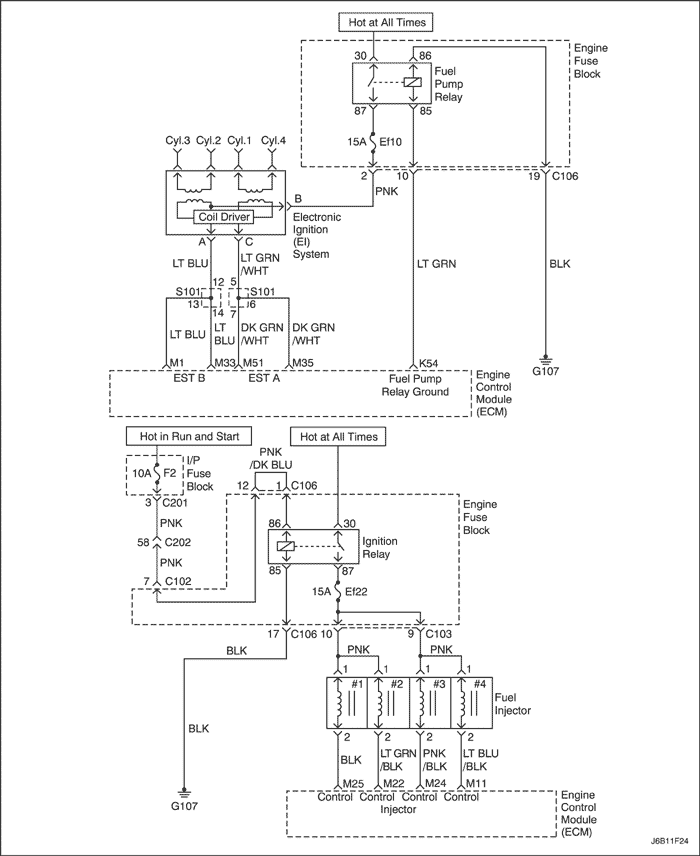 Hot at All Times
Engine
Fuse
Block
30 86
Fuel
Pump
Relay
87 85
15A Ef10
2 10 19 C106
PNK
Cyl.3 Cyl.2 Cyl.1 Cyl.4
B
Coil Driver
Electronic
Ignition
(EI)
System
A C
LT BLU
LT GRN
/WHT
LT GRN
BLK
12 5
S101 S101
13 6
14 7
LT BLU
LT
BLU
DK GRN
/WHT
DK GRN
/WHT
G107
M1 M33 M51 M35 K54
EST B EST A
Fuel Pump
Relay Ground
Engine
Control
Module
(ECM)
Hot in Run and Start
Hot at All Times
PNK
/DK BLU
10A F2
I/P
Fuse
Block
12 1 C106
3 C201
PNK
58 C202
PNK
7 C102
Engine
Fuse
Block
86 30
Ignition
Relay
85 87
15A Ef22
17 C106 10 9 C103
BLK
PNK PNK
1 1 1 1
#1 #2 #3 #4
Fuel
Injector
2 2 2 2
BLK
BLK
LT GRN
/BLK
PNK
/BLK
LT BLU
/BLK
G107
M25 M22 M24 M11
Control Control Control Control
Injector
Engine
Control
Module
(ECM)
J6B11F24